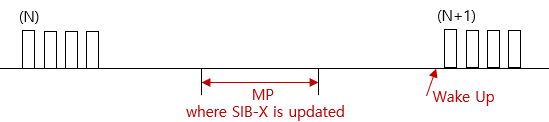 (N)
(N+1)
MP
where SIB-X is updated
Wake Up